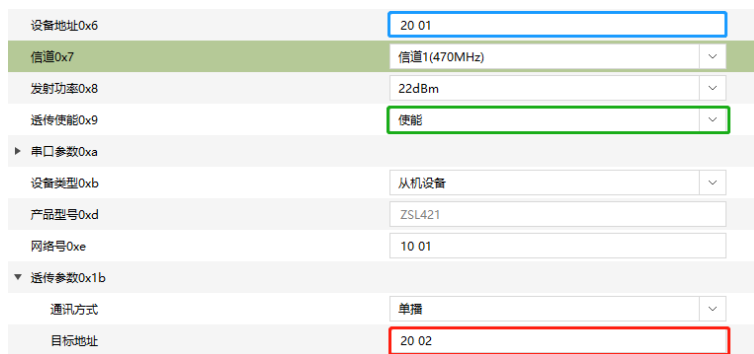 设备地址0x6 20 01
信道0x7 信道1(470MHz)
发射功率0x8 22dBm
透传使能0x9 使能
串口参数0xa
设备类型0xb 从机设备
产品型号0xd ZSL421
网络号0xe 10 01
透传参数0x1b
通讯方式 单播
目标地址 20 02